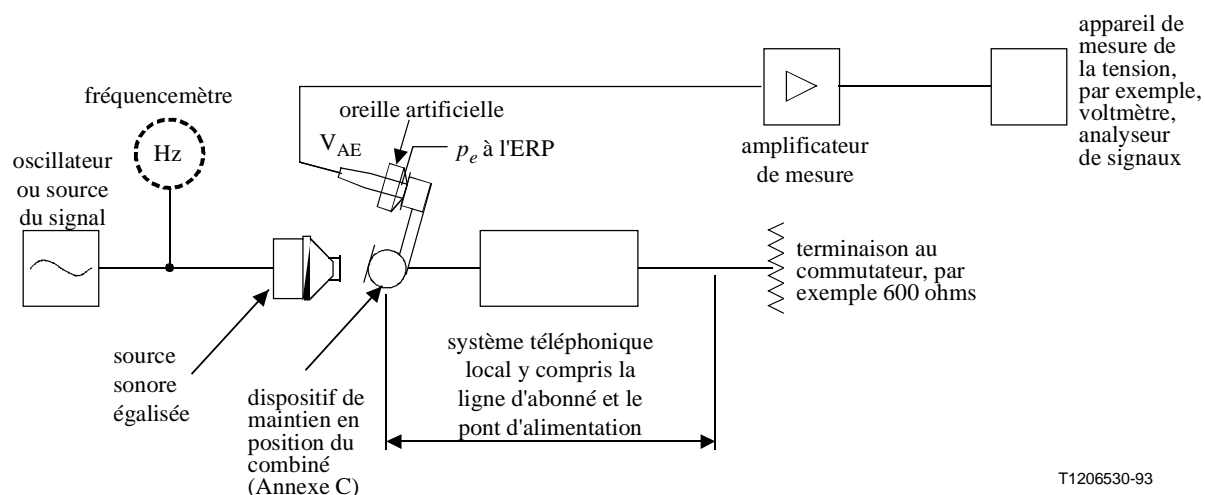 fréquencemètre
Hz
oscillateur
ou source
du signal
source
sonore
égalisée
V_AE
oreille artificielle
p_e à l'ERP
dispositif de
maintien en
position du
combiné
(Annexe C)
système téléphonique
local y compris la
ligne d'abonné et le
pont d'alimentation
amplificateur
de mesure
appareil de
mesure de
la tension,
par exemple,
voltmètre,
analyseur
de signaux
terminaison au
commutateur, par
exemple 600 ohms
T1206530-93